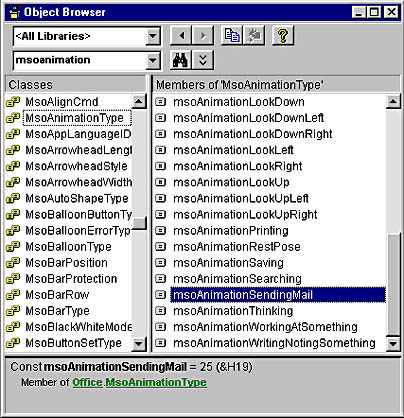 Object Browser
<All Libraries>
msoanimation
Classes
MsoAlignCmd
MsoAnimationType
MsoAppLanguageID
MsoArrowheadLengt
MsoArrowheadStyle
MsoArrowheadWidth
MsoAutoShapeType
MsoBalloonButtonTy
MsoBalloonErrorTyp
MsoBalloonType
MsoBarPosition
MsoBarProtection
MsoBarRow
MsoBarType
MsoBlackWhiteMode
MsoButtonSetType
Members of 'MsoAnimationType'
msoAnimationLookDown
msoAnimationLookDownLeft
msoAnimationLookDownRight
msoAnimationLookLeft
msoAnimationLookRight
msoAnimationLookUp
msoAnimationLookUpLeft
msoAnimationLookUpRight
msoAnimationPrinting
msoAnimationRestPose
msoAnimationSaving
msoAnimationSearching
msoAnimationSendingMail
msoAnimationThinking
msoAnimationWorkingAtSomething
msoAnimationWritingNotingSomething
Const msoAnimationSendingMail = 25 (&H19)
Member of Office.MsoAnimationType